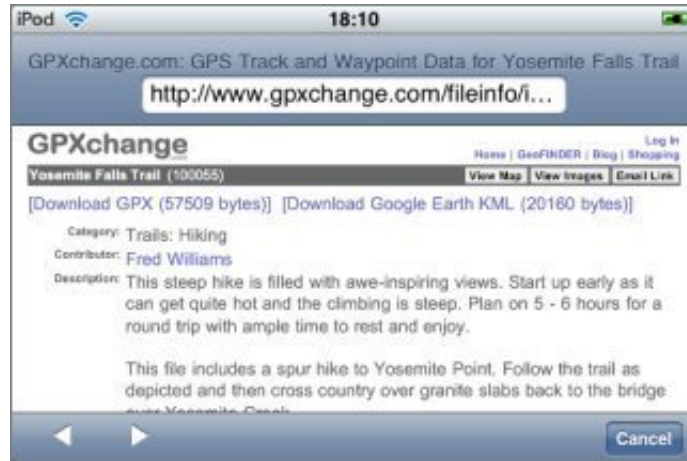 iPod 18:10
GPXchange.com: GPS Track and Waypoint Data for Yosemite Falls Trail
http://www.gpxchange.com/fileinfo/i...
GPXchange
Log In
Home | GeoFINDER | Blog | Shopping
Yosemite Falls Trail (100055) View Map View Images Email Link
[Download GPX (57509 bytes)] [Download Google Earth KML (20160 bytes)]
Category: Trails: Hiking
Contributor: Fred Williams
Description: This steep hike is filled with awe-inspiring views. Start up early as it
can get quite hot and the climbing is steep. Plan on 5 - 6 hours for a
round trip with ample time to rest and enjoy.
This file includes a spur hike to Yosemite Point. Follow the trail as
depicted and then cross country over granite slabs back to the bridge
over Yosemite Creek
Cancel